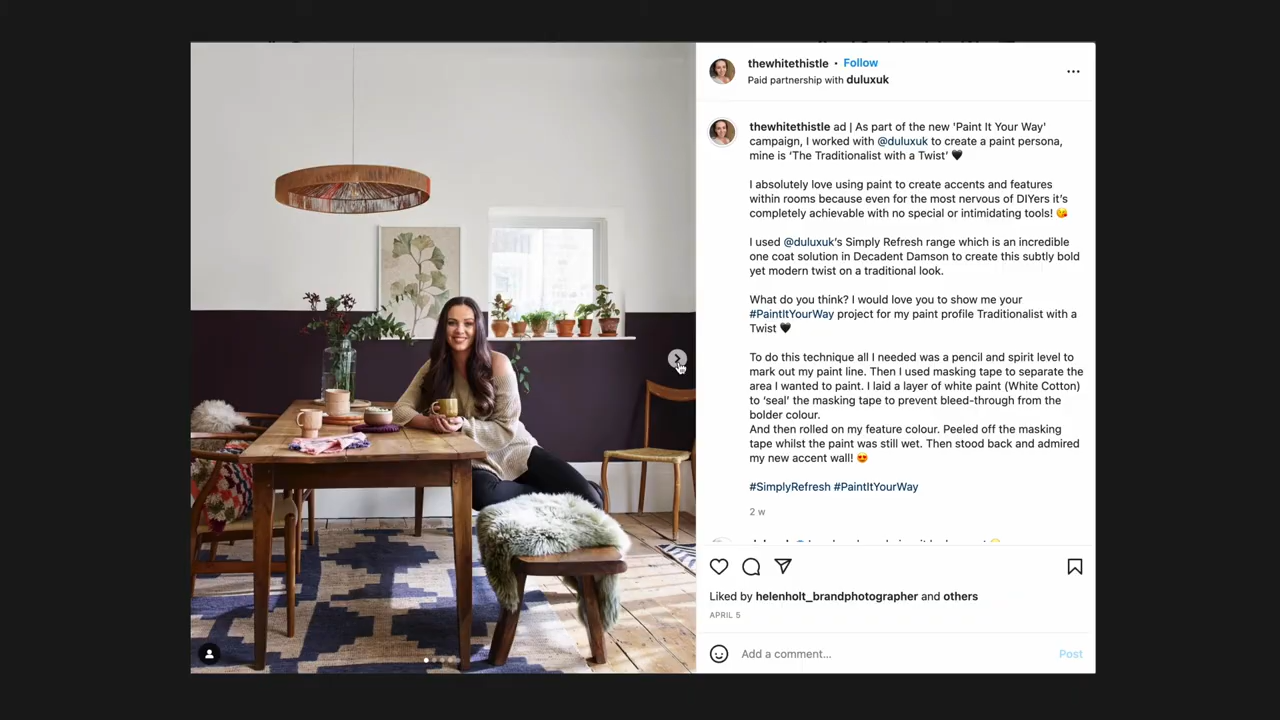 thewhitethistle • Follow
Paid partnership with duluxuk
thewhitethistle ad | As part of the new 'Paint It Your Way'
campaign, I worked with @duluxuk to create a paint persona,
mine is ‘The Traditionalist with a Twist’ 🖤
I absolutely love using paint to create accents and features
within rooms because even for the most nervous of DIYers it’s
completely achievable with no special or intimidating tools! 😘
I used @duluxuk‘s Simply Refresh range which is an incredible
one coat solution in Decadent Damson to create this subtly bold
yet modern twist on a traditional look.
What do you think? I would love you to show me your
#PaintItYourWay project for my paint profile Traditionalist with a
Twist 🖤
To do this technique all I needed was a pencil and spirit level to
mark out my paint line. Then I used masking tape to separate the
area I wanted to paint. I laid a layer of white paint (White Cotton)
to ‘seal’ the masking tape to prevent bleed-through from the
bolder colour.
And then rolled on my feature colour. Peeled off the masking
tape whilst the paint was still wet. Then stood back and admired
my new accent wall! 😍
#SimplyRefresh #PaintItYourWay
2 w
Liked by helenholt_brandphotographer and others
APRIL 5
Add a comment...
Post